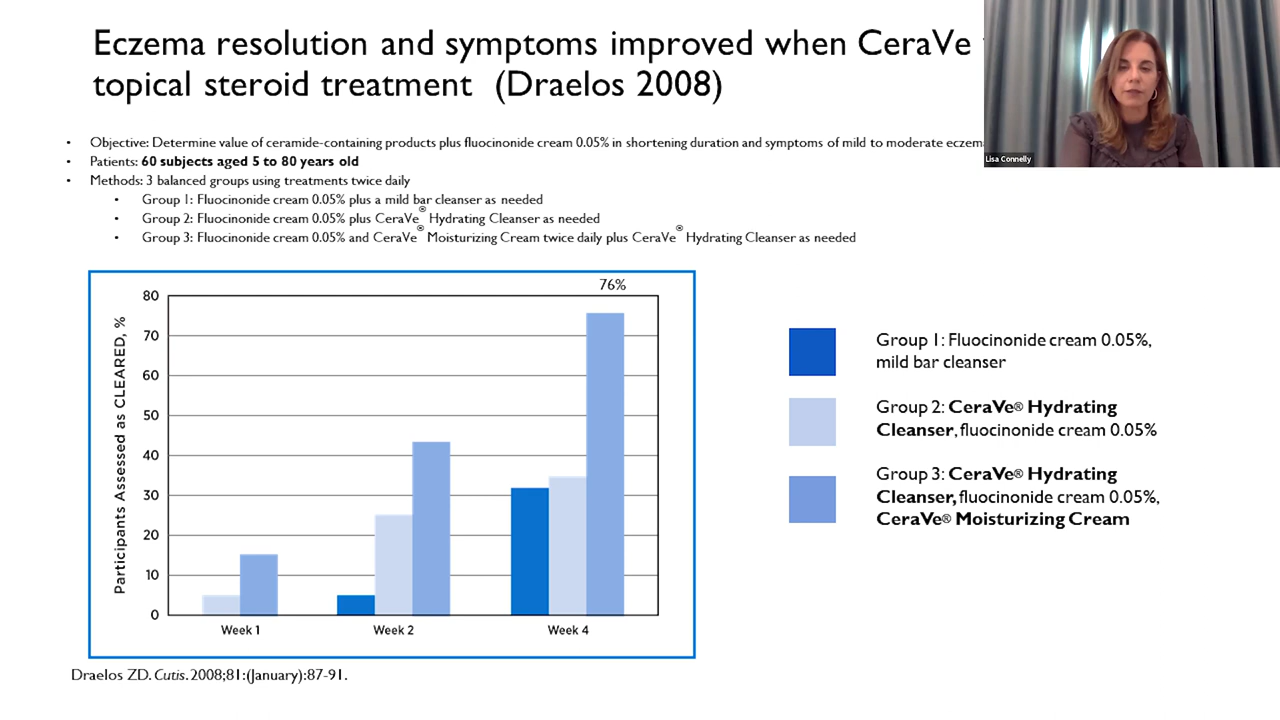 Eczema resolution and symptoms improved when CeraVe
topical steroid treatment (Draelos 2008)
• Objective: Determine value of ceramide-containing products plus fluocinonide cream 0.05% in shortening duration and symptoms of mild to moderate eczem
• Patients: 60 subjects aged 5 to 80 years old
• Methods: 3 balanced groups using treatments twice daily
• Group 1: Fluocinonide cream 0.05% plus a mild bar cleanser as needed
• Group 2: Fluocinonide cream 0.05% plus CeraVe® Hydrating Cleanser as needed
• Group 3: Fluocinonide cream 0.05% and CeraVe® Moisturizing Cream twice daily plus CeraVe® Hydrating Cleanser as needed
Lisa Connelly
76%
Participants Assessed as CLEARED, %
80
70
60
50
40
30
20
10
0
Week 1
Week 2
Week 4
Group 1: Fluocinonide cream 0.05%,
mild bar cleanser
Group 2: CeraVe® Hydrating
Cleanser, fluocinonide cream 0.05%
Group 3: CeraVe® Hydrating
Cleanser, fluocinonide cream 0.05%,
CeraVe® Moisturizing Cream
Draelos ZD. Cutis. 2008;81:(January):87-91.